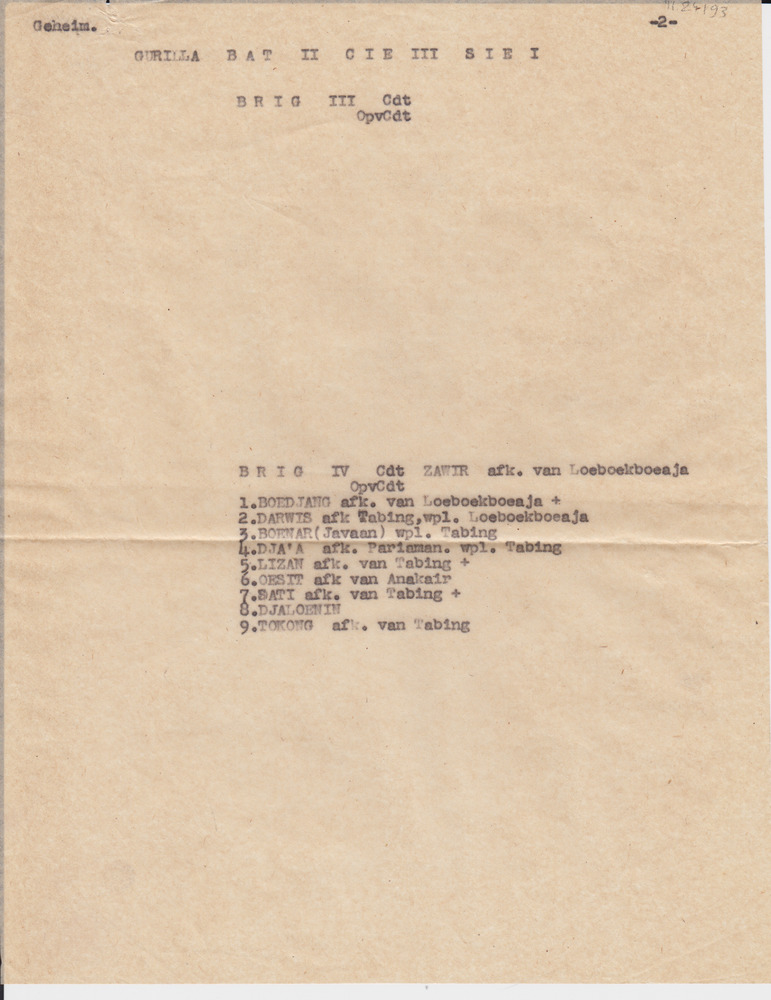 Geheim.
-2-
GURILLA BAT II CIE III SIE I
BRIG III Cdt
OpvCdt
BRIG IV Cdt ZAWIR afk. van Loeboekboeaja
OpvCdt
1.BOEDJANG afk. van Loeboekboeaja +
2.DARWIS afk Tabing,wpl. Loeboekboeaja
3.BOENAR(Javaan) wpl. Tabing
4.DJA'A afk. Pariaman. wpl. Tabing
5.LIZAN afk. van Tabing +
6.OESIT afk van Anakair
7.SATI afk. van Tabing +
8.DJALOENIN
9.TOKONG afk. van Tabing